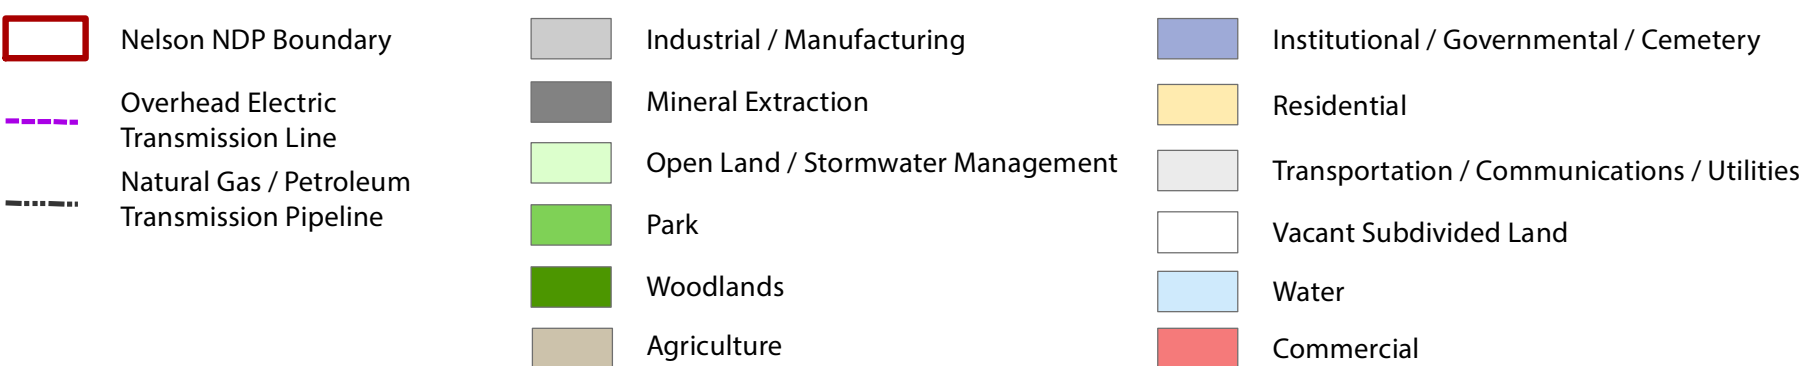 Nelson NDP Boundary
Overhead Electric
Transmission Line
Natural Gas / Petroleum
Transmission Pipeline
Industrial / Manufacturing
Mineral Extraction
Open Land / Stormwater Management
Park
Woodlands
Agriculture
Institutional / Governmental / Cemetery
Residential
Transportation / Communications / Utilities
Vacant Subdivided Land
Water
Commercial